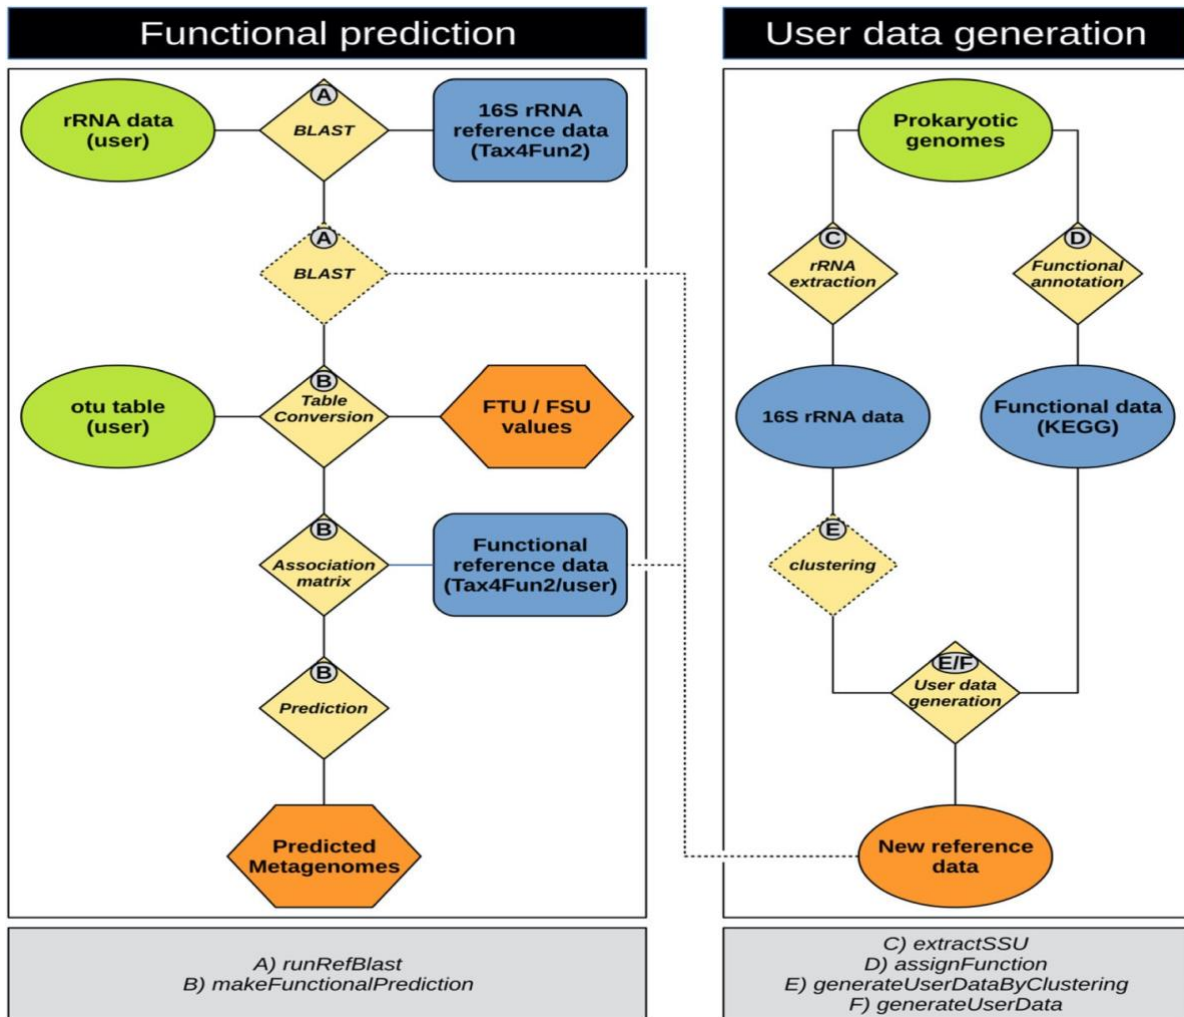 Functional prediction
User data generation
rRNA data
(user)
A
BLAST
16S rRNA
reference data
(Tax4Fun2)
A
BLAST
otu table
(user)
B
Table
Conversion
FTU / FSU
values
B
Association
matrix
Functional
reference data
(Tax4Fun2/user)
B
Prediction
Predicted
Metagenomes
A) runRefBlast
B) makeFunctionalPrediction
Prokaryotic
genomes
C
rRNA
extraction
D
Functional
annotation
16S rRNA data
Functional data
(KEGG)
E
clustering
E/F
User data
generation
New reference
data
C) extractSSU
D) assignFunction
E) generateUserDataByClustering
F) generateUserData